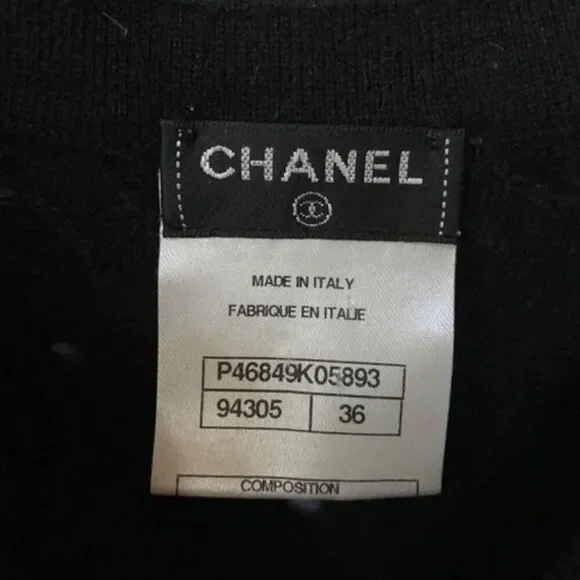 CHANEL
MADE IN ITALY
FABRIQUE EN ITALIE
P46849K05893
94305 36
COMPOSITION